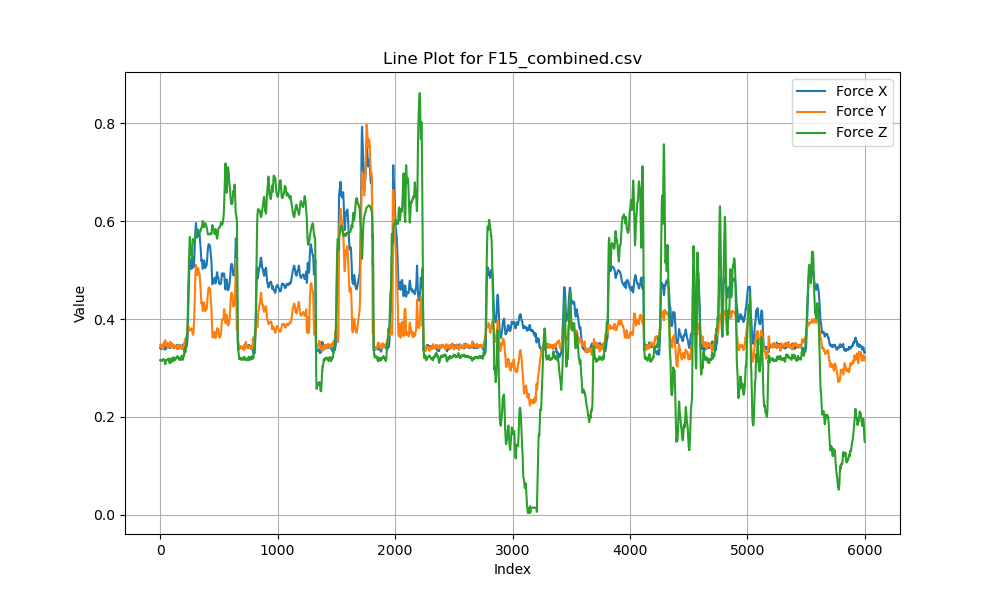 Line Plot for F15_combined.csv
Force X
Force Y
Force Z
Value
0.8
0.6
0.4
0.2
0.0
0 1000 2000 3000 4000 5000 6000
Index